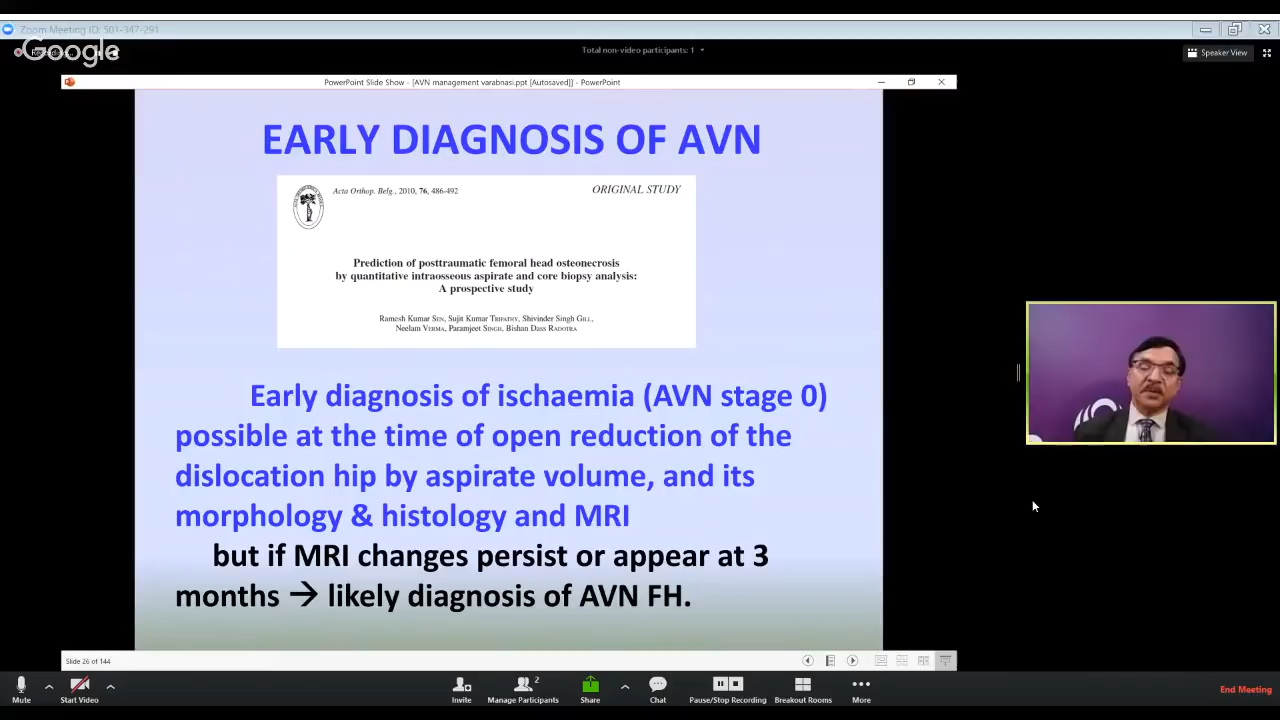 Zoom Meeting ID: 501-347-291
Google
Total non-video participants: 1
Speaker View
PowerPoint Slide Show - [AVN management varabnasi.ppt [Autosaved]] - PowerPoint
EARLY DIAGNOSIS OF AVN
Acta Orthop. Belg., 2010, 76, 486-492
ORIGINAL STUDY
Prediction of posttraumatic femoral head osteonecrosis
by quantitative intraosseous aspirate and core biopsy analysis:
A prospective study
Ramesh Kumar Sen, Sujit Kumar Tripathy, Shivinder Singh Gill,
Neelam Verma, Paramjeet Singh, Bishan Dass Radotra
Early diagnosis of ischaemia (AVN stage 0)
possible at the time of open reduction of the
dislocation hip by aspirate volume, and its
morphology & histology and MRI
but if MRI changes persist or appear at 3
months → likely diagnosis of AVN FH.
Slide 26 of 144
Mute
Start Video
Invite
2
Manage Participants
Share
Chat
Pause/Stop Recording
Breakout Rooms
More
End Meeting